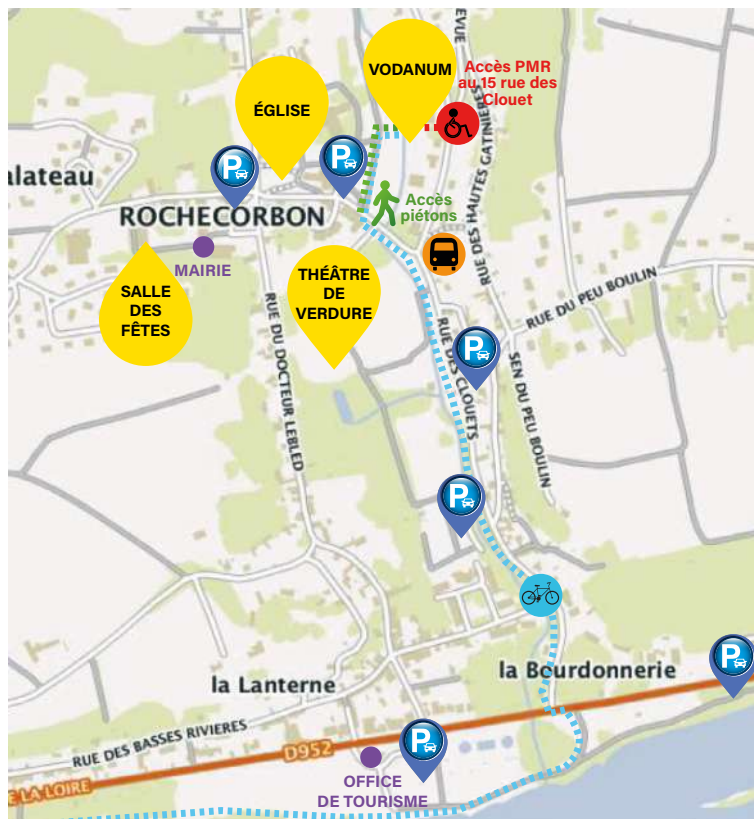 EVUE
VODANUM
Accès PMR
au 15 rue des
Clouet
ÉGLISE
P
P
alateau
ROCHECORBON
Accès
piétons
RUE DES HAUTES GATINIERES
MAIRIE
SALLE
DES
FÊTES
THÉÂTRE
DE
VERDURE
RUE DU PEU BOULIN
P
RUE DU DOCTEUR LEBLED
RUE DES CLOUETS
SEN DU PEU BOULIN
P
P
la Lanterne
la Bourdonnerie
RUE DES BASSES RIVIERES
D952
P
E LA LOIRE
OFFICE
DE TOURISME